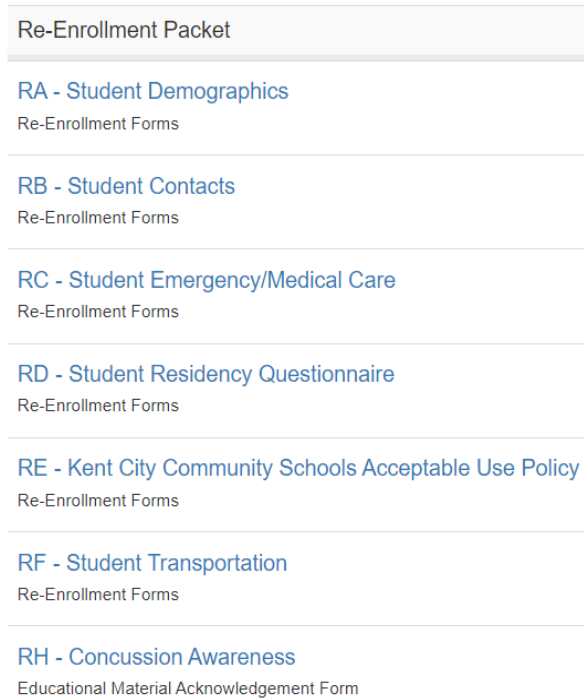 Re-Enrollment Packet
RA - Student Demographics
Re-Enrollment Forms
RB - Student Contacts
Re-Enrollment Forms
RC - Student Emergency/Medical Care
Re-Enrollment Forms
RD - Student Residency Questionnaire
Re-Enrollment Forms
RE - Kent City Community Schools Acceptable Use Policy
Re-Enrollment Forms
RF - Student Transportation
Re-Enrollment Forms
RH - Concussion Awareness
Educational Material Acknowledgement Form